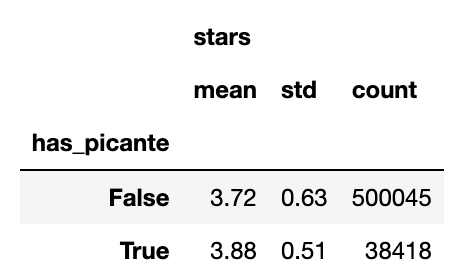 stars
mean std count
has_picante
False 3.72 0.63 500045
True 3.88 0.51 38418